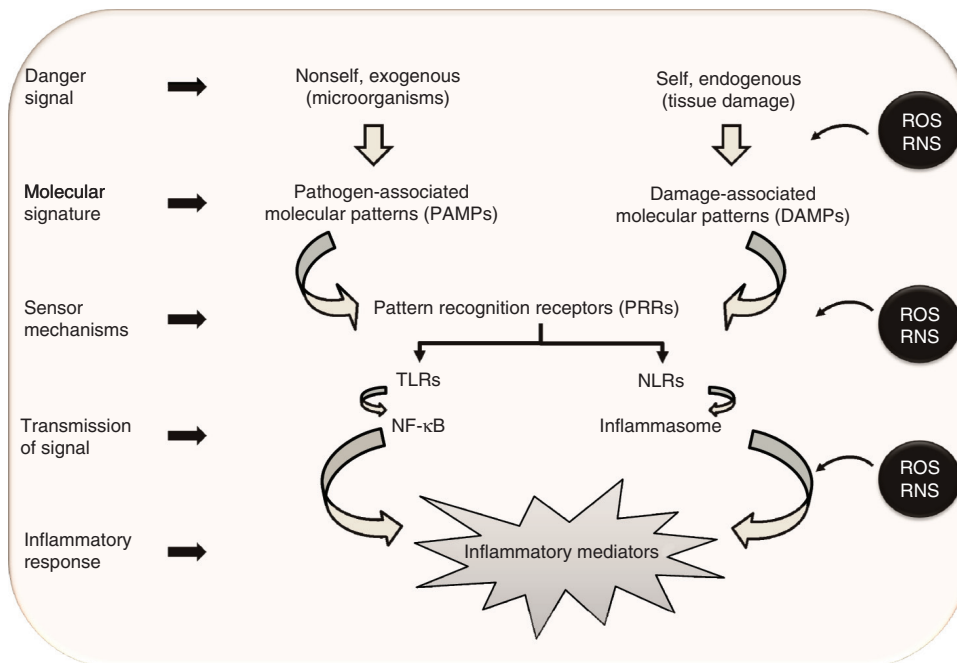 Danger
signal
Nonself, exogenous
(microorganisms)
Self, endogenous
(tissue damage)
ROS
RNS
Molecular
signature
Pathogen-associated
molecular patterns (PAMPs)
Damage-associated
molecular patterns (DAMPs)
Sensor
mechanisms
Pattern recognition receptors (PRRs)
ROS
RNS
TLRs
NLRs
Transmission
of signal
NF-κB
Inflammasome
ROS
RNS
Inflammatory
response
Inflammatory mediators